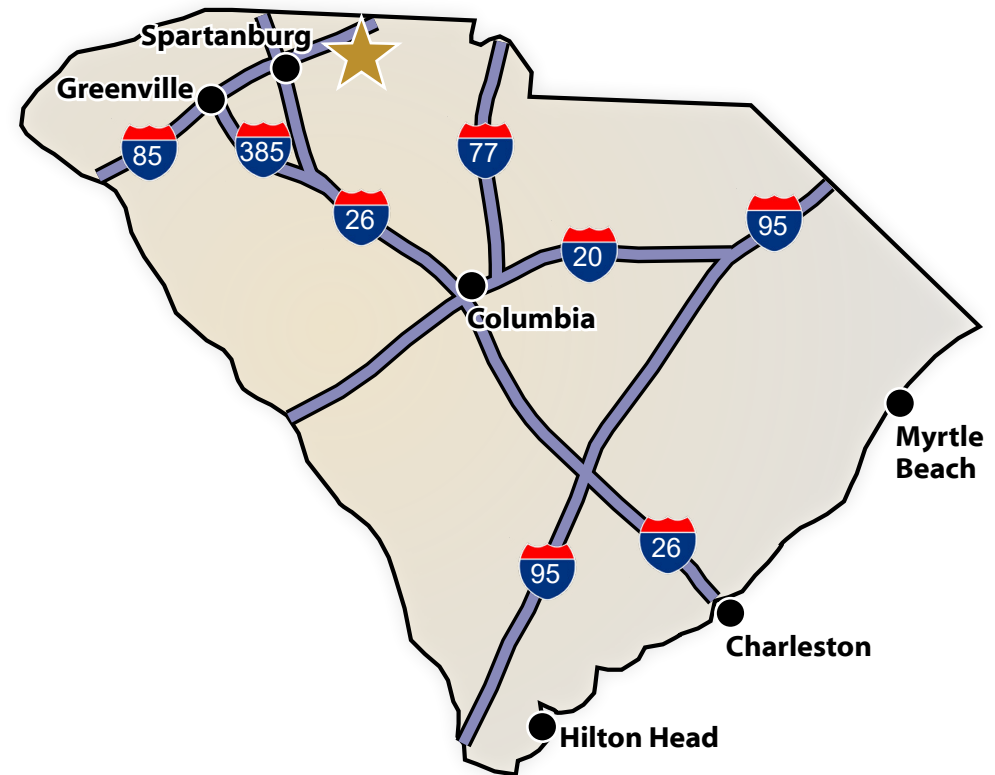 Spartanburg
Greenville
85
385
77
26
95
20
Columbia
Myrtle
Beach
26
95
Charleston
Hilton Head